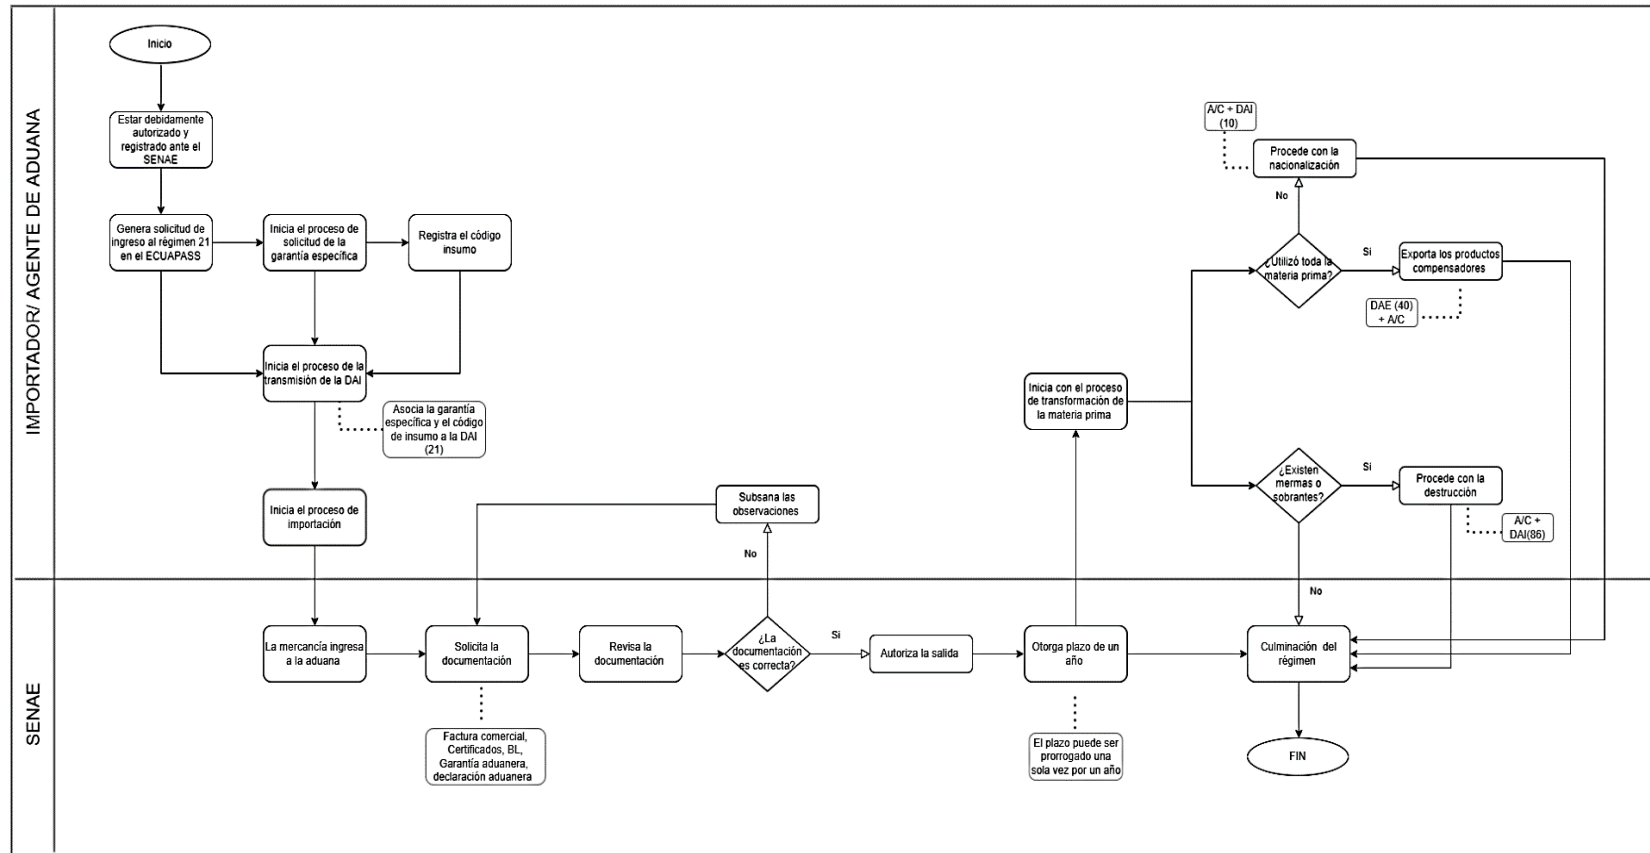 IMPORTADOR/ AGENTE DE ADUANA
Inicio
Estar debidamente
autorizado y
registrado ante el
SENAE
Genera solicitud de
ingreso al régimen 21
en el ECUAPASS
Inicia el proceso de
solicitud de la
garantía específica
Registra el código
insumo
Inicia el proceso de la
transmisión de la DAI
Asocia la garantía
específica y el código
de insumo a la DAI
(21)
Inicia el proceso de
importación
Subsana las
observaciones
No
Inicia con el proceso
de transformación de
la materia prima
A/C + DAI
(10)
Procede con la
nacionalización
No
¿Utilizó toda la
materia prima?
Si
Exporta los productos
compensadores
DAE (40)
+ A/C
¿Existen
mermas o
sobrantes?
Si
Procede con la
destrucción
A/C +
DAI(86)
No
SENAE
La mercancía ingresa
a la aduana
Solicita la
documentación
Factura comercial,
Certificados, BL,
Garantía aduanera,
declaración aduanera
Revisa la
documentación
¿La
documentación
es correcta?
Si
Autoriza la salida
Otorga plazo de un
año
El plazo puede ser
prorrogado una
sola vez por un año
Culminación del
régimen
FIN